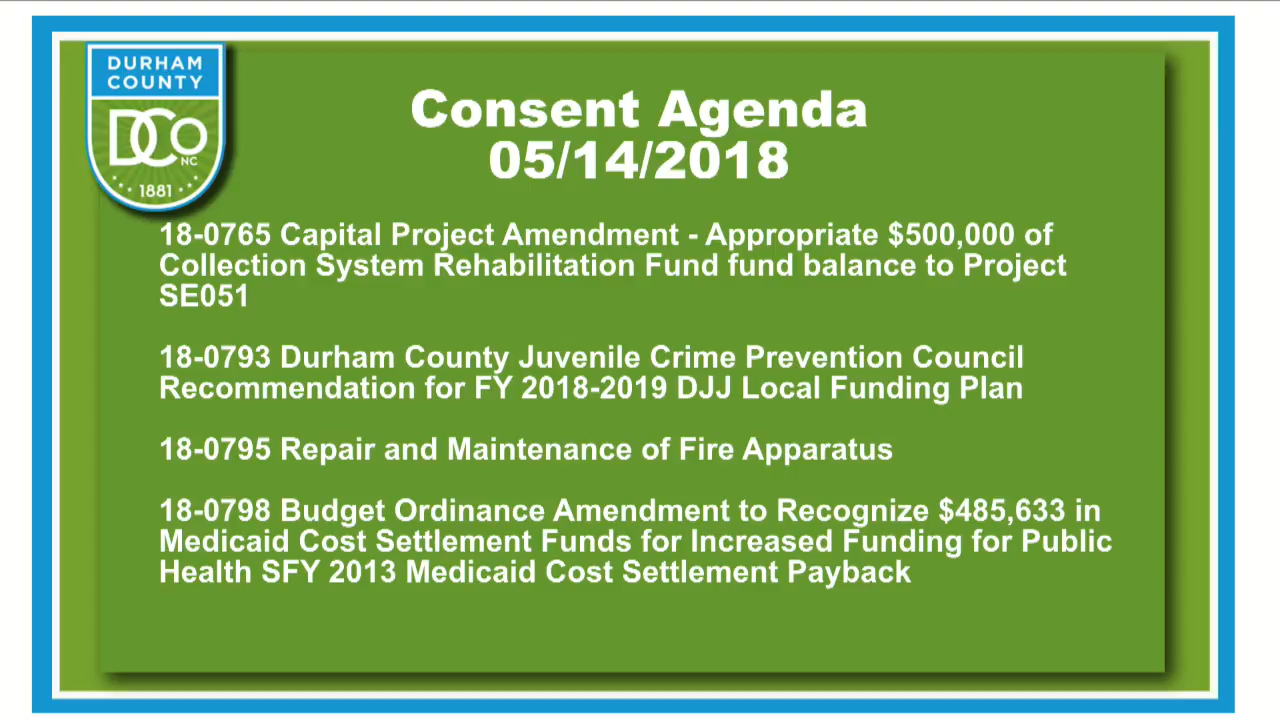 DURHAM
COUNTY
DCo
NC
1881
Consent Agenda
05/14/2018
18-0765 Capital Project Amendment - Appropriate $500,000 of
Collection System Rehabilitation Fund fund balance to Project
SE051
18-0793 Durham County Juvenile Crime Prevention Council
Recommendation for FY 2018-2019 DJJ Local Funding Plan
18-0795 Repair and Maintenance of Fire Apparatus
18-0798 Budget Ordinance Amendment to Recognize $485,633 in
Medicaid Cost Settlement Funds for Increased Funding for Public
Health SFY 2013 Medicaid Cost Settlement Payback